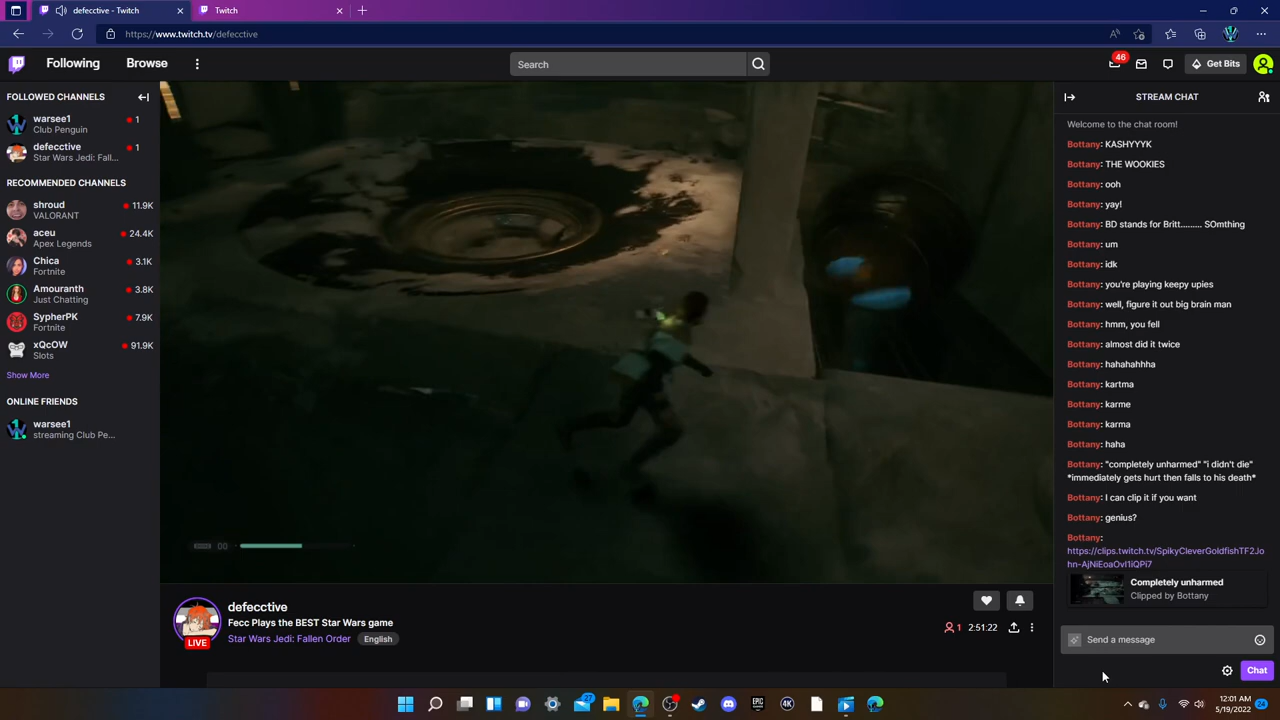 defecctive - Twitch
Twitch
https://www.twitch.tv/defecctive
Following
Browse
Search
46
Get Bits
FOLLOWED CHANNELS
warsee1
1
Club Penguin
defecctive
1
Star Wars Jedi: Fall...
RECOMMENDED CHANNELS
shroud
11.9K
VALORANT
aceu
24.4K
Apex Legends
Chica
3.1K
Fortnite
Amouranth
3.8K
Just Chatting
SypherPK
7.9K
Fortnite
xQcOW
91.9K
Slots
Show More
ONLINE FRIENDS
warsee1
streaming Club Pe...
00
LIVE
defecctive
Fecc Plays the BEST Star Wars game
Star Wars Jedi: Fallen Order
English
1
2:51:22
STREAM CHAT
Welcome to the chat room!
Bottany: KASHYYYK
Bottany: THE WOOKIES
Bottany: ooh
Bottany: yay!
Bottany: BD stands for Britt......... SOmthing
Bottany: um
Bottany: idk
Bottany: you're playing keepy upies
Bottany: well, figure it out big brain man
Bottany: hmm, you fell
Bottany: almost did it twice
Bottany: hahahahhha
Bottany: kartma
Bottany: karme
Bottany: karma
Bottany: haha
Bottany: "completely unharmed" "i didn't die"
*immediately gets hurt then falls to his death*
Bottany: I can clip it if you want
Bottany: genius?
Bottany:
https://clips.twitch.tv/SpikyCleverGoldfishTF2Jo
hn-AjNiEoaOvI1iQPi7
Completely unharmed
Clipped by Bottany
Send a message
Chat
27
EPIC
4K
12:01 AM
5/19/2022
24